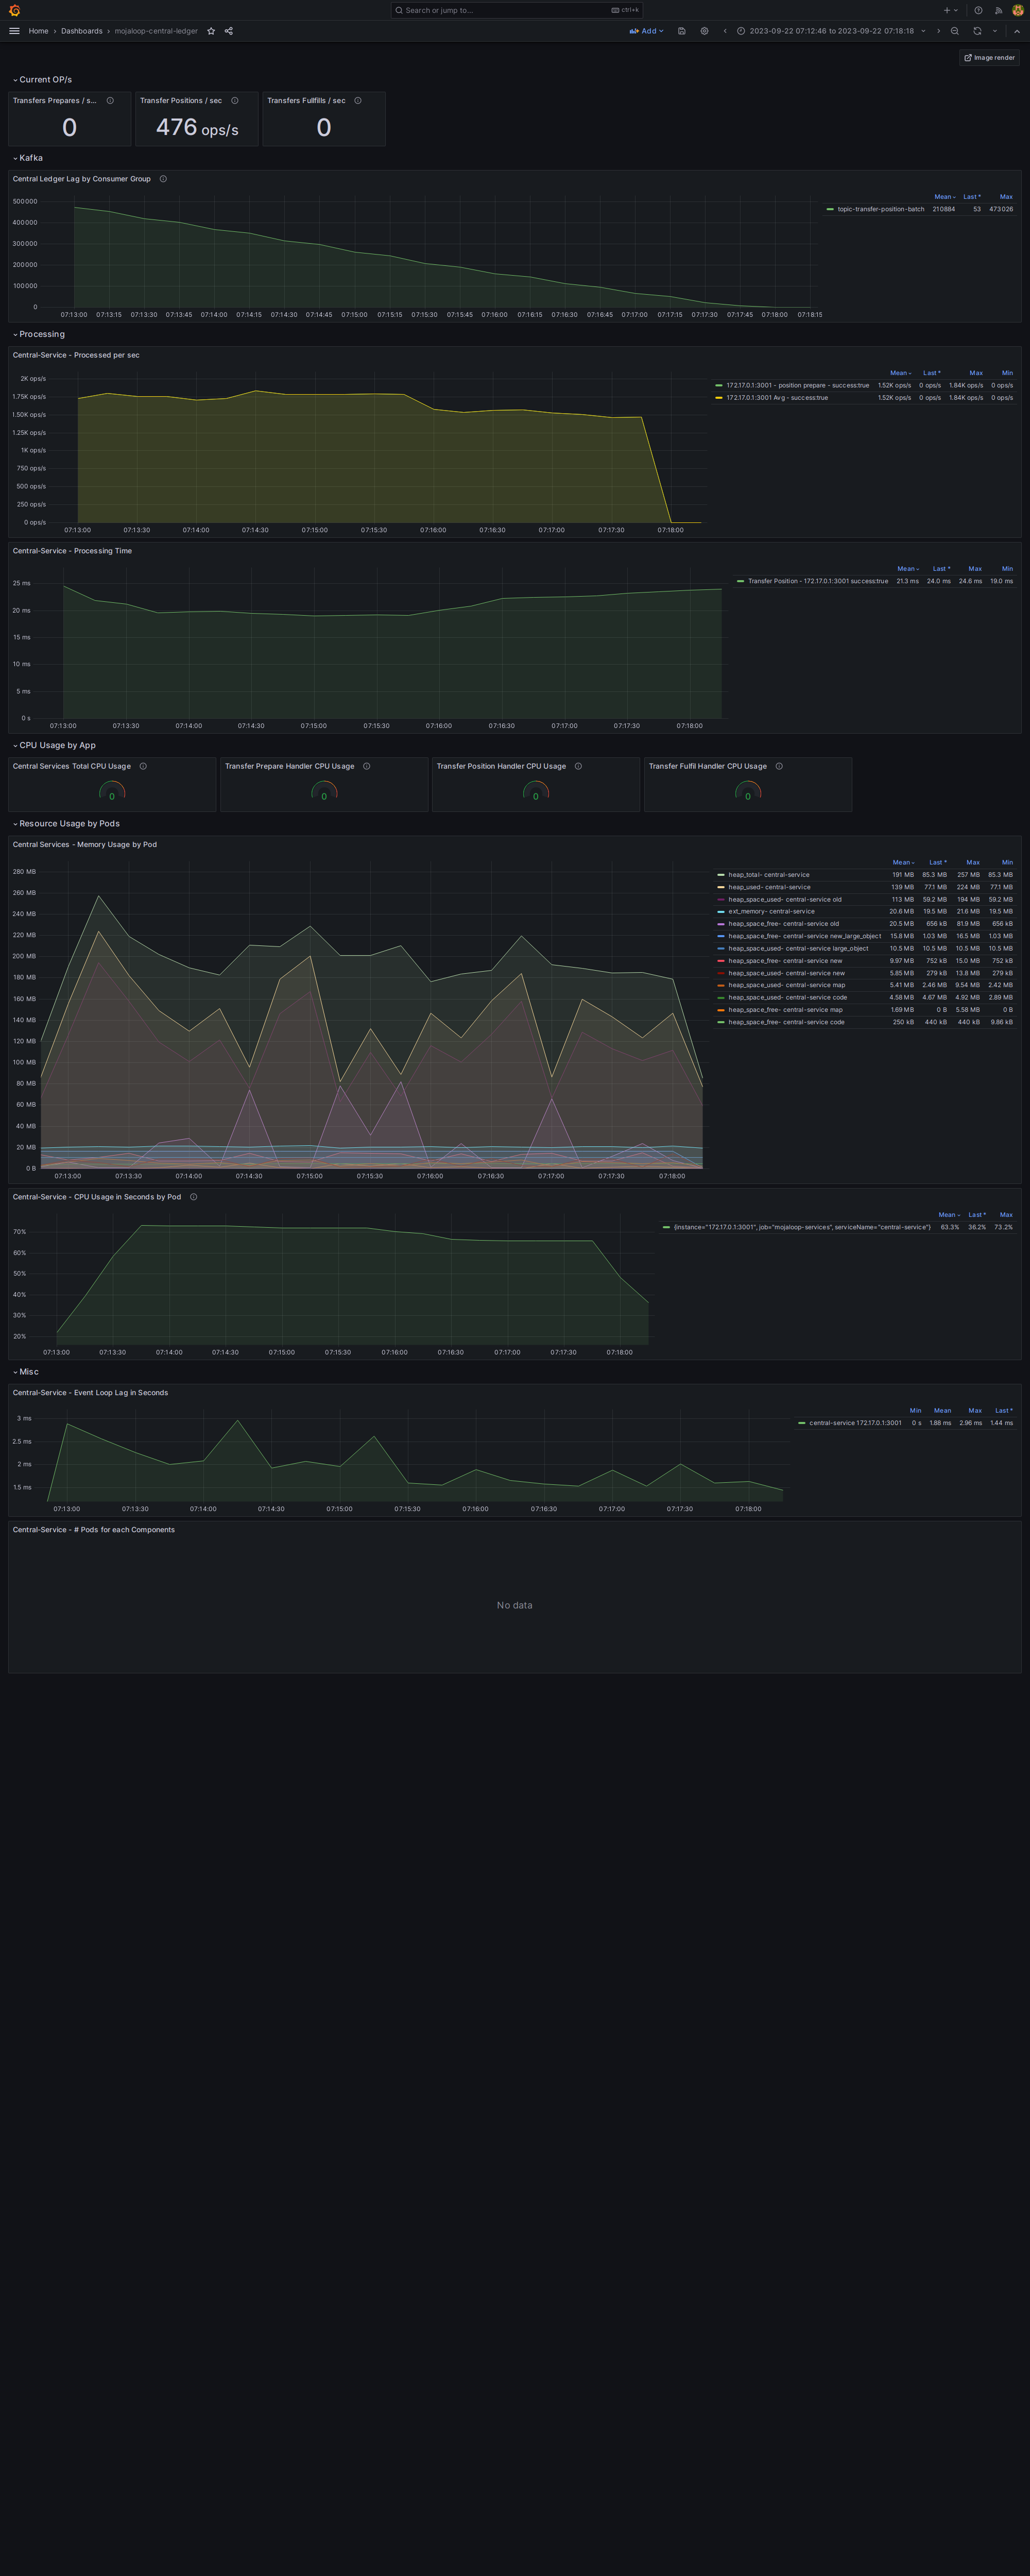 Search or jump to...
ctrl+k
Home › Dashboards › mojaloop-central-ledger
Add
2023-09-22 07:12:46 to 2023-09-22 07:18:18
Image render
Current OP/s
Transfers Prepares / s...
0
Transfer Positions / sec
476 ops/s
Transfers Fullfills / sec
0
Kafka
Central Ledger Lag by Consumer Group
500000
400000
300000
200000
100000
0
07:13:00 07:13:15 07:13:30 07:13:45 07:14:00 07:14:15 07:14:30 07:14:45 07:15:00 07:15:15 07:15:30 07:15:45 07:16:00 07:16:15 07:16:30 07:16:45 07:17:00 07:17:15 07:17:30 07:17:45 07:18:00 07:18:15
Mean Last * Max
topic-transfer-position-batch 210884 53 473026
Processing
Central-Service - Processed per sec
2K ops/s
1.75K ops/s
1.50K ops/s
1.25K ops/s
1K ops/s
750 ops/s
500 ops/s
250 ops/s
0 ops/s
07:13:00 07:13:30 07:14:00 07:14:30 07:15:00 07:15:30 07:16:00 07:16:30 07:17:00 07:17:30 07:18:00
Mean Last * Max Min
172.17.0.1:3001 - position prepare - success:true 1.52K ops/s 0 ops/s 1.84K ops/s 0 ops/s
172.17.0.1:3001 Avg - success:true 1.52K ops/s 0 ops/s 1.84K ops/s 0 ops/s
Central-Service - Processing Time
25 ms
20 ms
15 ms
10 ms
5 ms
0 s
07:13:00 07:13:30 07:14:00 07:14:30 07:15:00 07:15:30 07:16:00 07:16:30 07:17:00 07:17:30 07:18:00
Mean Last * Max Min
Transfer Position - 172.17.0.1:3001 success:true 21.3 ms 24.0 ms 24.6 ms 19.0 ms
CPU Usage by App
Central Services Total CPU Usage
0
Transfer Prepare Handler CPU Usage
0
Transfer Position Handler CPU Usage
0
Transfer Fulfil Handler CPU Usage
0
Resource Usage by Pods
Central Services - Memory Usage by Pod
280 MB
260 MB
240 MB
220 MB
200 MB
180 MB
160 MB
140 MB
120 MB
100 MB
80 MB
60 MB
40 MB
20 MB
0 B
07:13:00 07:13:30 07:14:00 07:14:30 07:15:00 07:15:30 07:16:00 07:16:30 07:17:00 07:17:30 07:18:00
Mean Last * Max Min
heap_total- central-service 191 MB 85.3 MB 257 MB 85.3 MB
heap_used- central-service 139 MB 77.1 MB 224 MB 77.1 MB
heap_space_used- central-service old 113 MB 59.2 MB 194 MB 59.2 MB
ext_memory- central-service 20.6 MB 19.5 MB 21.6 MB 19.5 MB
heap_space_free- central-service old 20.5 MB 656 kB 81.9 MB 656 kB
heap_space_free- central-service new_large_object 15.8 MB 1.03 MB 16.5 MB 1.03 MB
heap_space_used- central-service large_object 10.5 MB 10.5 MB 10.5 MB 10.5 MB
heap_space_free- central-service new 9.97 MB 752 kB 15.0 MB 752 kB
heap_space_used- central-service new 5.85 MB 279 kB 13.8 MB 279 kB
heap_space_used- central-service map 5.41 MB 2.46 MB 9.54 MB 2.42 MB
heap_space_used- central-service code 4.58 MB 4.67 MB 4.92 MB 2.89 MB
heap_space_free- central-service map 1.69 MB 0 B 5.58 MB 0 B
heap_space_free- central-service code 250 kB 440 kB 440 kB 9.86 kB
Central-Service - CPU Usage in Seconds by Pod
70%
60%
50%
40%
30%
20%
07:13:00 07:13:30 07:14:00 07:14:30 07:15:00 07:15:30 07:16:00 07:16:30 07:17:00 07:17:30 07:18:00
Mean Last * Max
{instance="172.17.0.1:3001", job="mojaloop-services", serviceName="central-service"} 63.3% 36.2% 73.2%
Misc
Central-Service - Event Loop Lag in Seconds
3 ms
2.5 ms
2 ms
1.5 ms
07:13:00 07:13:30 07:14:00 07:14:30 07:15:00 07:15:30 07:16:00 07:16:30 07:17:00 07:17:30 07:18:00
Min Mean Max Last *
central-service 172.17.0.1:3001 0 s 1.88 ms 2.96 ms 1.44 ms
Central-Service - # Pods for each Components
No data